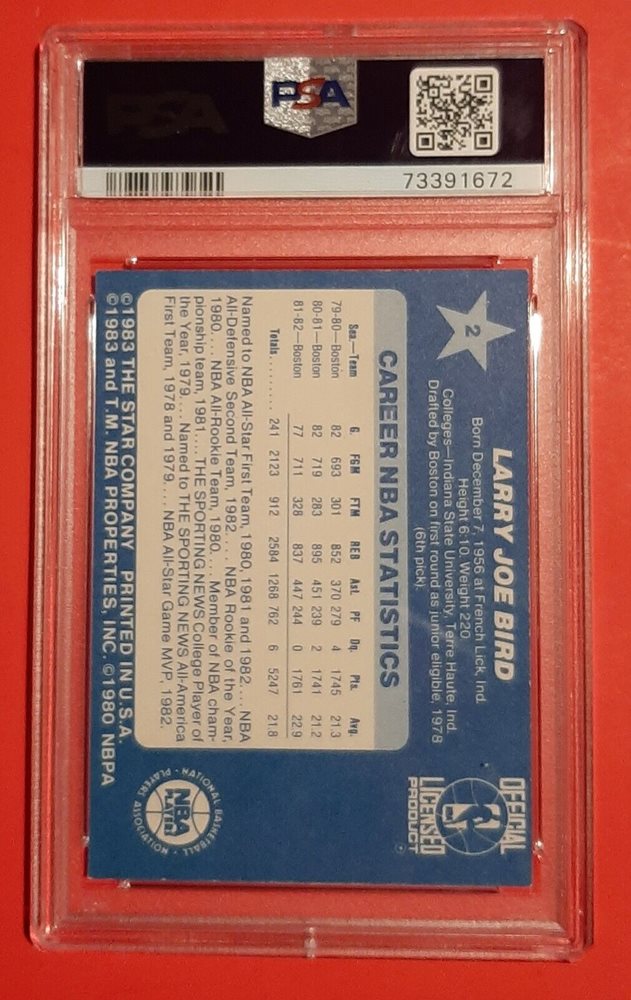 PSA
PSA
73391672
2
LARRY JOE BIRD
Born December 7, 1956 at French Lick, Ind.
Height 6:10. Weight 220.
Colleges—Indiana State University, Terre Haute, Ind.
Drafted by Boston on first round as junior eligible, 1978
(6th pick).
CAREER NBA STATISTICS
Sea.—Team G. FGM FTM REB Ast. PF Dq. Pts. Avg.
79-80—Boston 82 693 301 852 370 279 4 1745 21.3
80-81—Boston 82 719 283 895 451 239 2 1741 21.2
81-82—Boston 77 711 328 837 447 244 0 1761 22.9
Totals......... 241 2123 912 2584 1268 762 6 5247 21.8
Named to NBA All-Star First Team, 1980, 1981 and 1982.... NBA
All-Defensive Second Team, 1982.... NBA Rookie of the Year,
1980.... NBA All-Rookie Team, 1980.... Member of NBA cham-
pionship team, 1981.... THE SPORTING NEWS College Player of
the Year, 1979.... Named to THE SPORTING NEWS All-America
First Team, 1978 and 1979.... NBA All-Star Game MVP, 1982.
©1983 THE STAR COMPANY PRINTED IN U.S.A.
©1983 and T.M. NBA PROPERTIES, INC. ©1980 NBPA
OFFICIAL
LICENSED
PRODUCT
NATIONAL BASKETBALL
PLAYERS ASSOCIATION
NBA